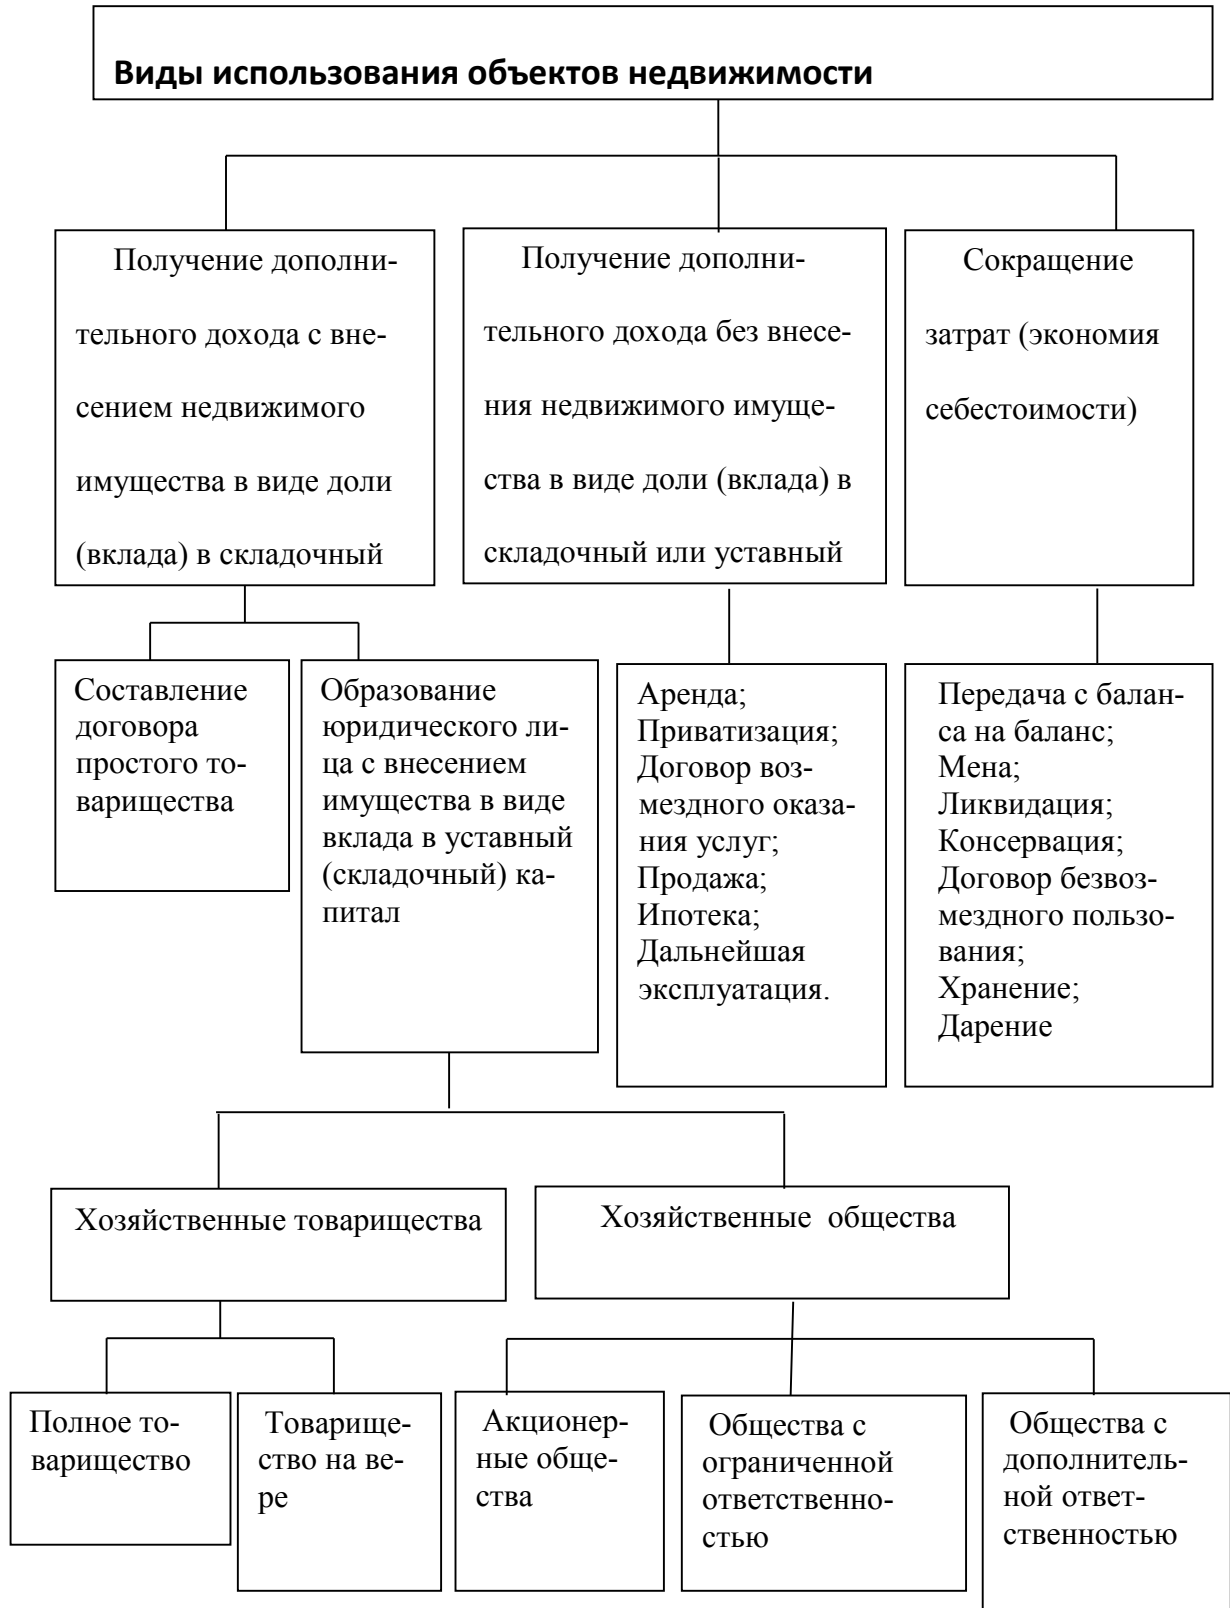 Виды использования объектов недвижимости
Получение дополни-
тельного дохода с вне-
сением недвижимого
имущества в виде доли
(вклада) в складочный
Получение дополни-
тельного дохода без внесе-
ния недвижимого имуще-
ства в виде доли (вклада) в
складочный или уставный
Сокращение
затрат (экономия
себестоимости)
Составление
договора
простого то-
варищества
Образование
юридического ли-
ца с внесением
имущества в виде
вклада в уставный
(складочный) ка-
питал
Аренда;
Приватизация;
Договор воз-
мездного оказа-
ния услуг;
Продажа;
Ипотека;
Дальнейшая
эксплуатация.
Передача с балан-
са на баланс;
Мена;
Ликвидация;
Консервация;
Договор безвоз-
мездного пользо-
вания;
Хранение;
Дарение
Хозяйственные товарищества
Хозяйственные общества
Полное то-
варищество
Товарище-
ство на ве-
ре
Акционер-
ные обще-
ства
Общества с
ограниченной
ответственно-
стью
Общества с
дополнитель-
ной ответ-
ственностью